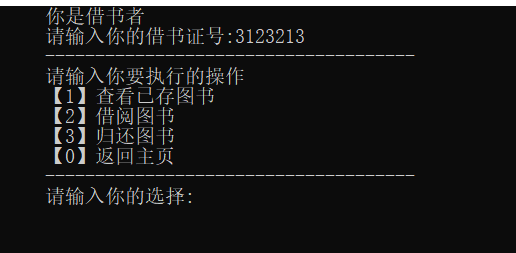 你是借书者
请输入你的借书证号:3123213
-------------------------------------
请输入你要执行的操作
【1】查看已存图书
【2】借阅图书
【3】归还图书
【0】返回主页
-------------------------------------
请输入你的选择: